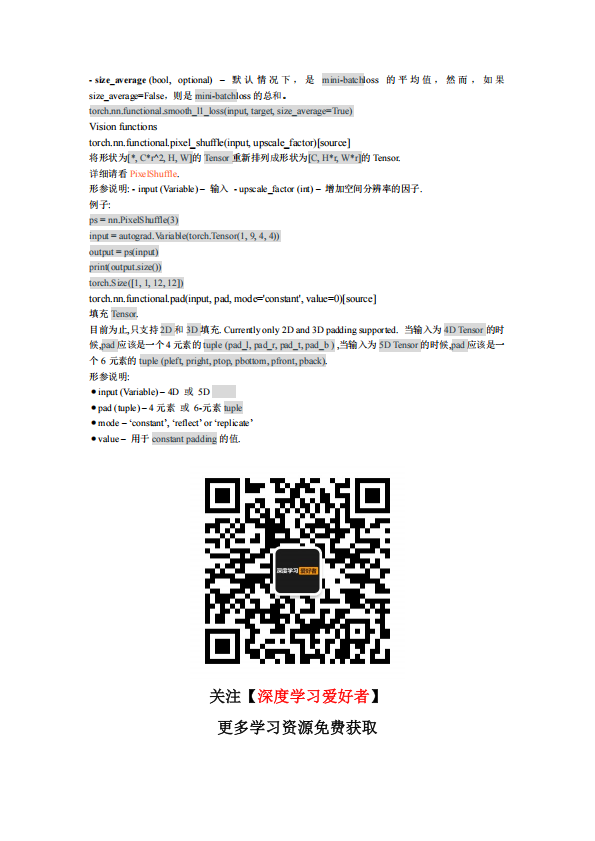 - size_average (bool, optional) – 默认情况下，是 mini-batchloss 的平均值，然而，如果
size_average=False，则是 mini-batchloss 的总和。
torch.nn.functional.smooth_l1_loss(input, target, size_average=True)
Vision functions
torch.nn.functional.pixel_shuffle(input, upscale_factor)[source]
将形状为[*, C*r^2, H, W]的 Tensor 重新排列成形状为[C, H*r, W*r]的 Tensor.
详细请看 PixelShuffle.
形参说明: - input (Variable) – 输入 - upscale_factor (int) – 增加空间分辨率的因子.
例子:
ps = nn.PixelShuffle(3)
input = autograd.Variable(torch.Tensor(1, 9, 4, 4))
output = ps(input)
print(output.size())
torch.Size([1, 1, 12, 12])
torch.nn.functional.pad(input, pad, mode='constant', value=0)[source]
填充 Tensor.
目前为止,只支持 2D 和 3D 填充. Currently only 2D and 3D padding supported. 当输入为 4D Tensor 的时
候,pad 应该是一个 4 元素的 tuple (pad_l, pad_r, pad_t, pad_b ) ,当输入为 5D Tensor 的时候,pad 应该是一
个 6 元素的 tuple (pleft, pright, ptop, pbottom, pfront, pback).
形参说明:
● input (Variable) – 4D 或 5D
● pad (tuple) – 4 元素 或 6-元素 tuple
● mode – ‘constant’, ‘reflect’ or ‘replicate’
● value – 用于 constant padding 的值.
深度学习 爱好者
关注【深度学习爱好者】
更多学习资源免费获取